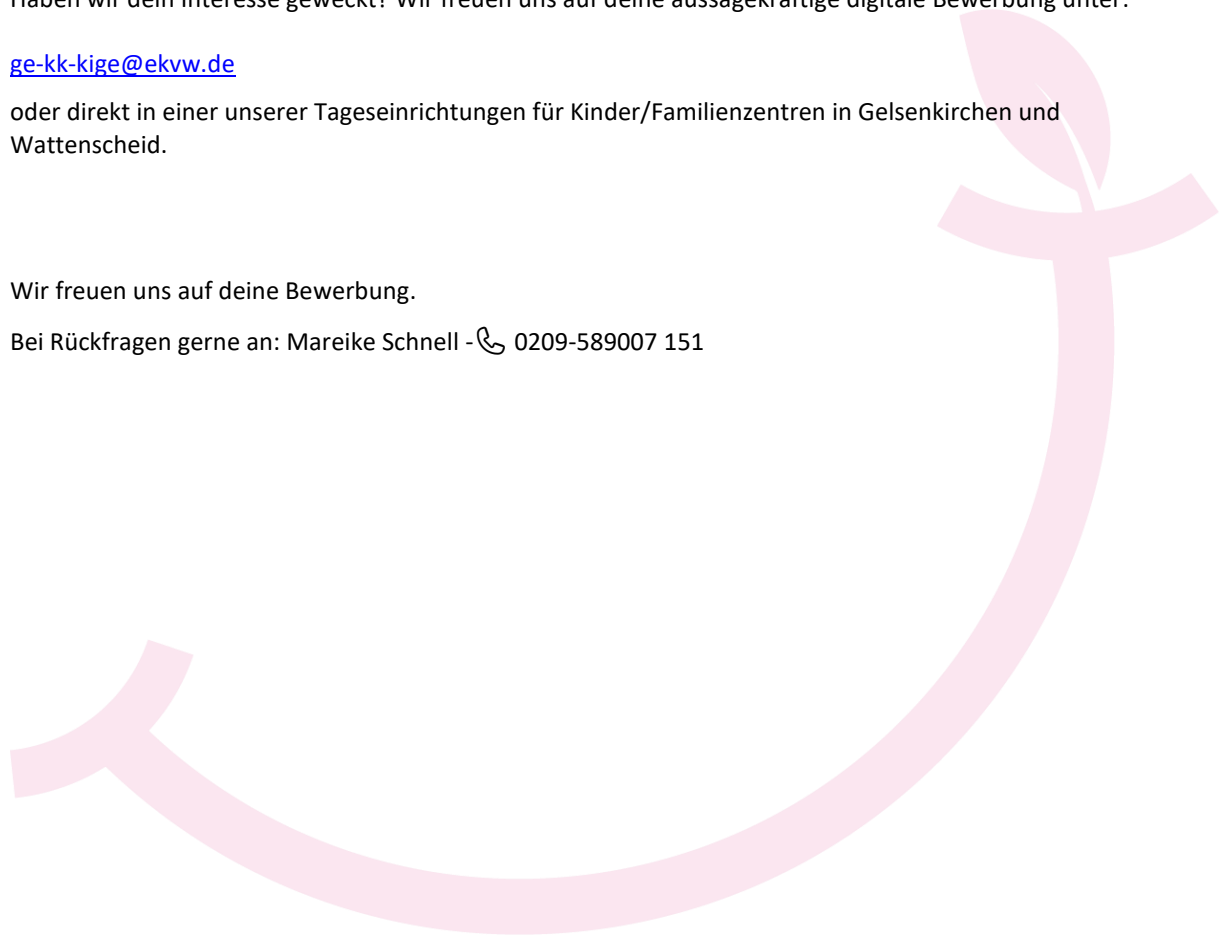 Haben wir dein Interesse geweckt? Wir freuen uns auf deine aussagekräftige digitale Bewerbung unter:
ge-kk-kige@ekvw.de
oder direkt in einer unserer Tageseinrichtungen für Kinder/Familienzentren in Gelsenkirchen und
Wattenscheid.
Wir freuen uns auf deine Bewerbung.
Bei Rückfragen gerne an: Mareike Schnell - 0209-589007 151